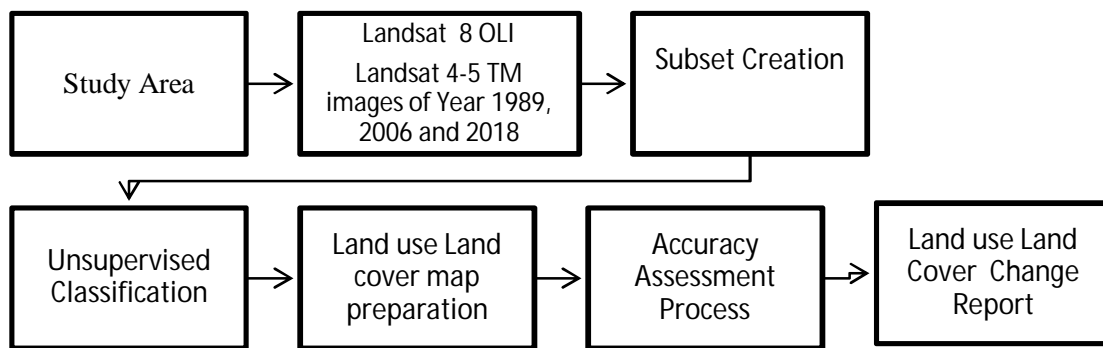 Study Area
Landsat 8 OLI
Landsat 4-5 TM
images of Year 1989,
2006 and 2018
Subset Creation
Unsupervised
Classification
Land use Land
cover map
preparation
Accuracy
Assessment
Process
Land use Land
Cover Change
Report